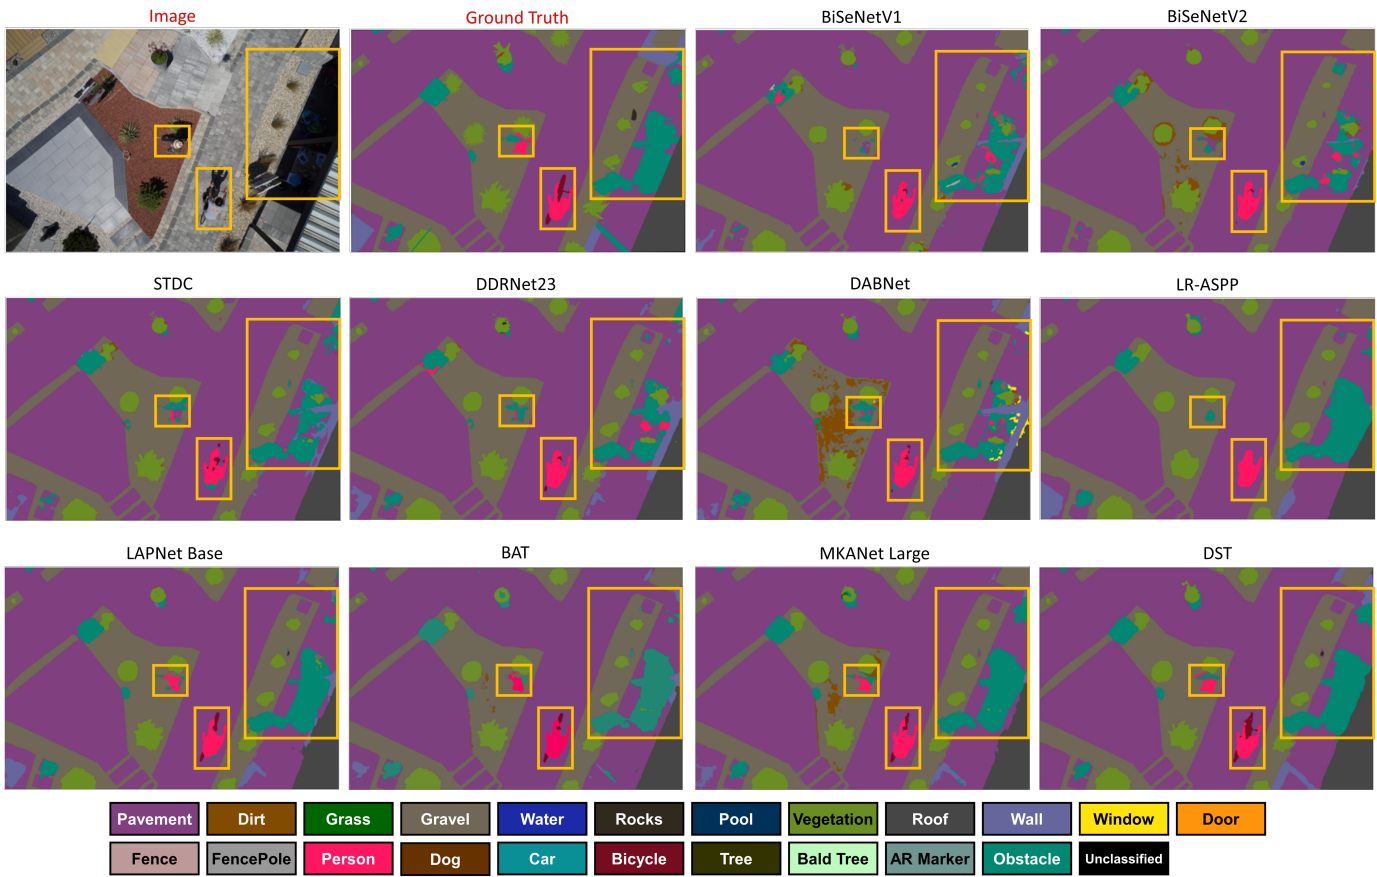 Image
Ground Truth
BiSeNetV1
BiSeNetV2
STDC
DDRNet23
DABNet
LR-ASPP
LAPNet Base
BAT
MKANet Large
DST
Pavement Dirt Grass Gravel Water Rocks Pool Vegetation Roof Wall Window Door
Fence FencePole Person Dog Car Bicycle Tree Bald Tree AR Marker Obstacle Unclassified